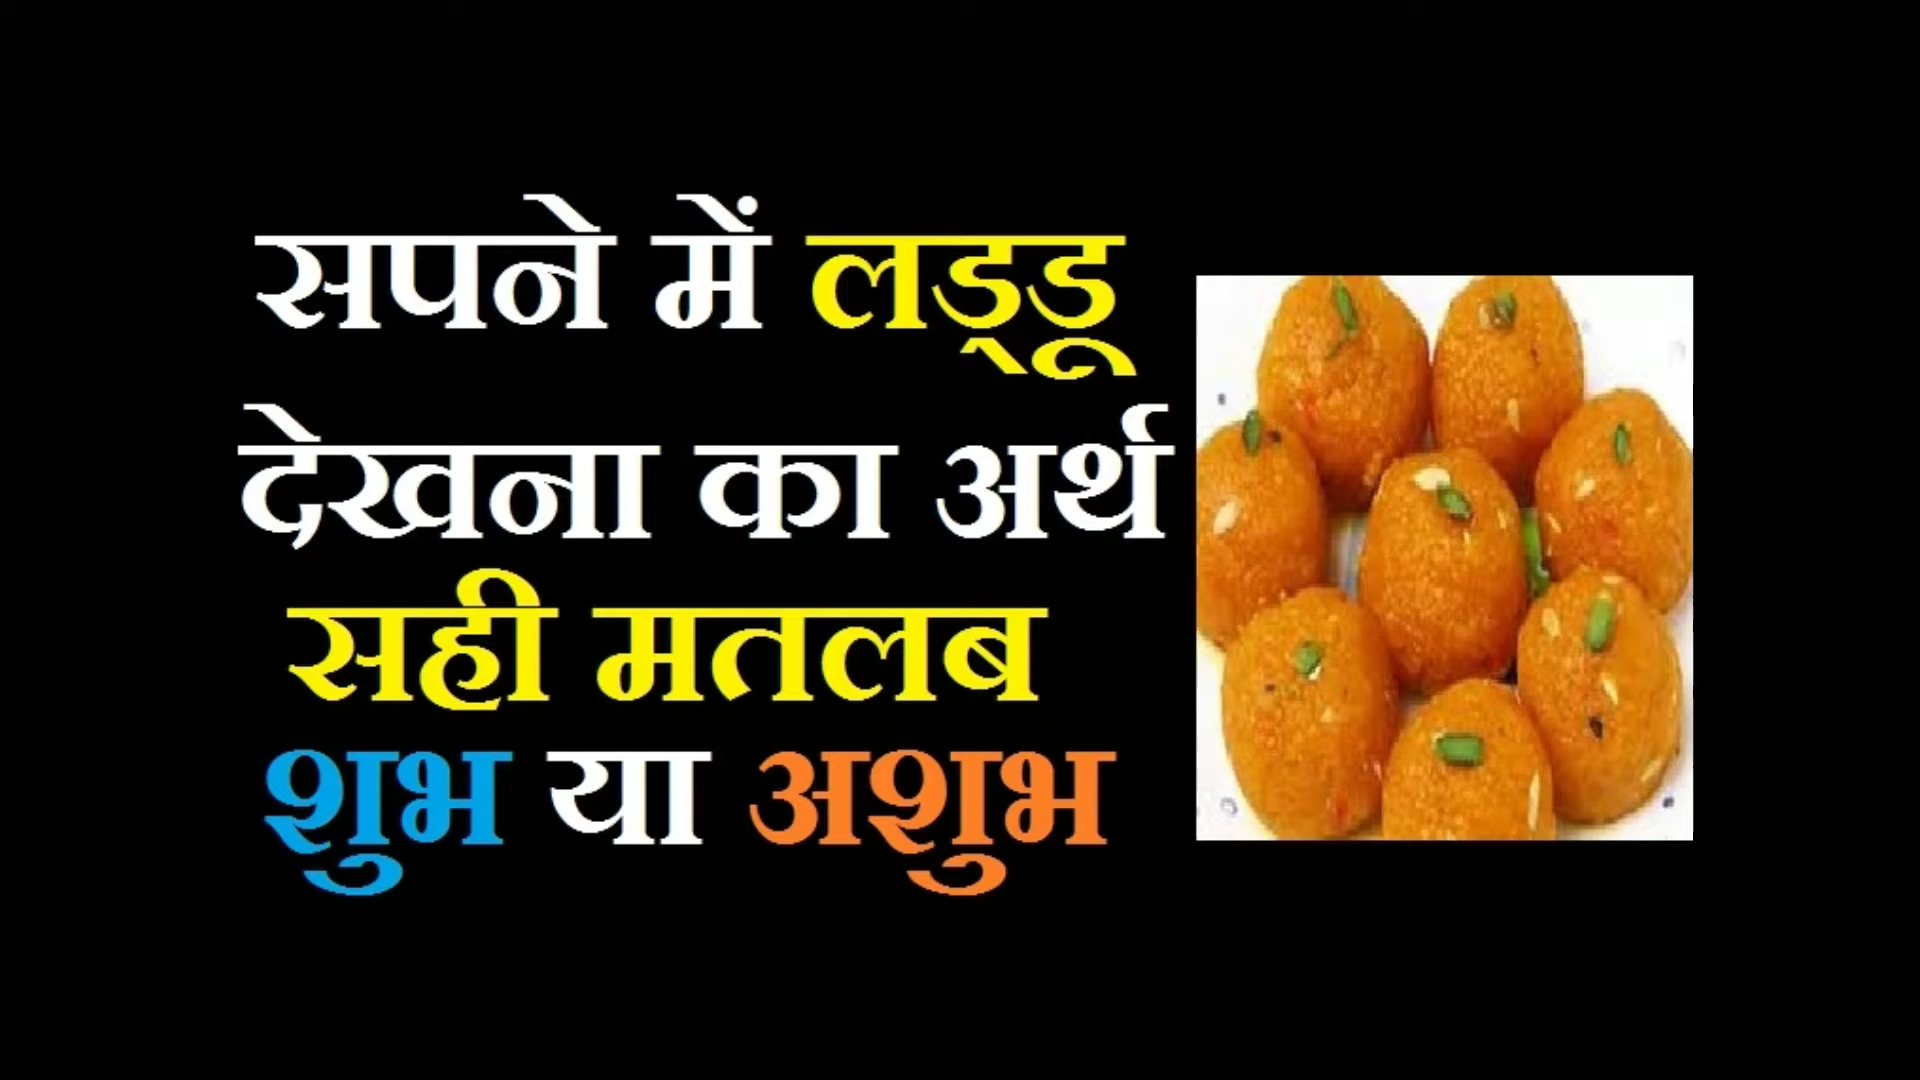 सपने में लड्डू
देखना का अर्थ
सही मतलब
शुभ या अशुभ